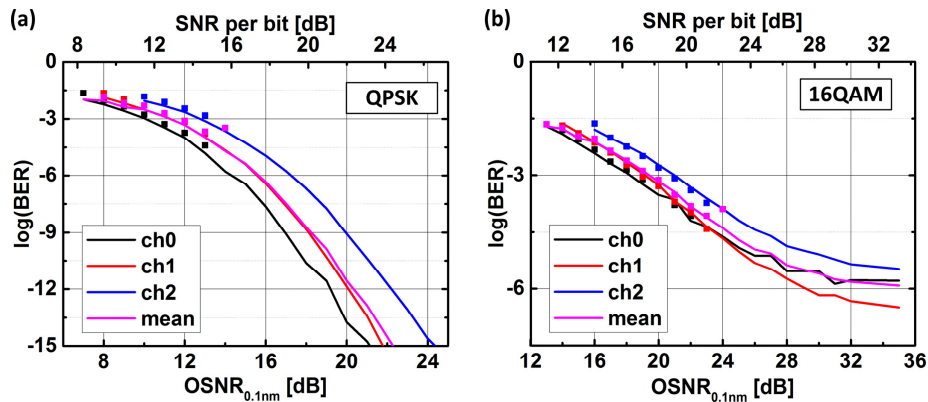 (a)
SNR per bit [dB]
8 12 16 20 24
0
-3
-6
-9
-12
-15
log(BER)
QPSK
ch0
ch1
ch2
mean
8 12 16 20 24
OSNR0.1nm [dB]
(b)
SNR per bit [dB]
12 16 20 24 28 32
0
-3
-6
log(BER)
16QAM
ch0
ch1
ch2
mean
12 16 20 24 28 32 36
OSNR0.1nm [dB]